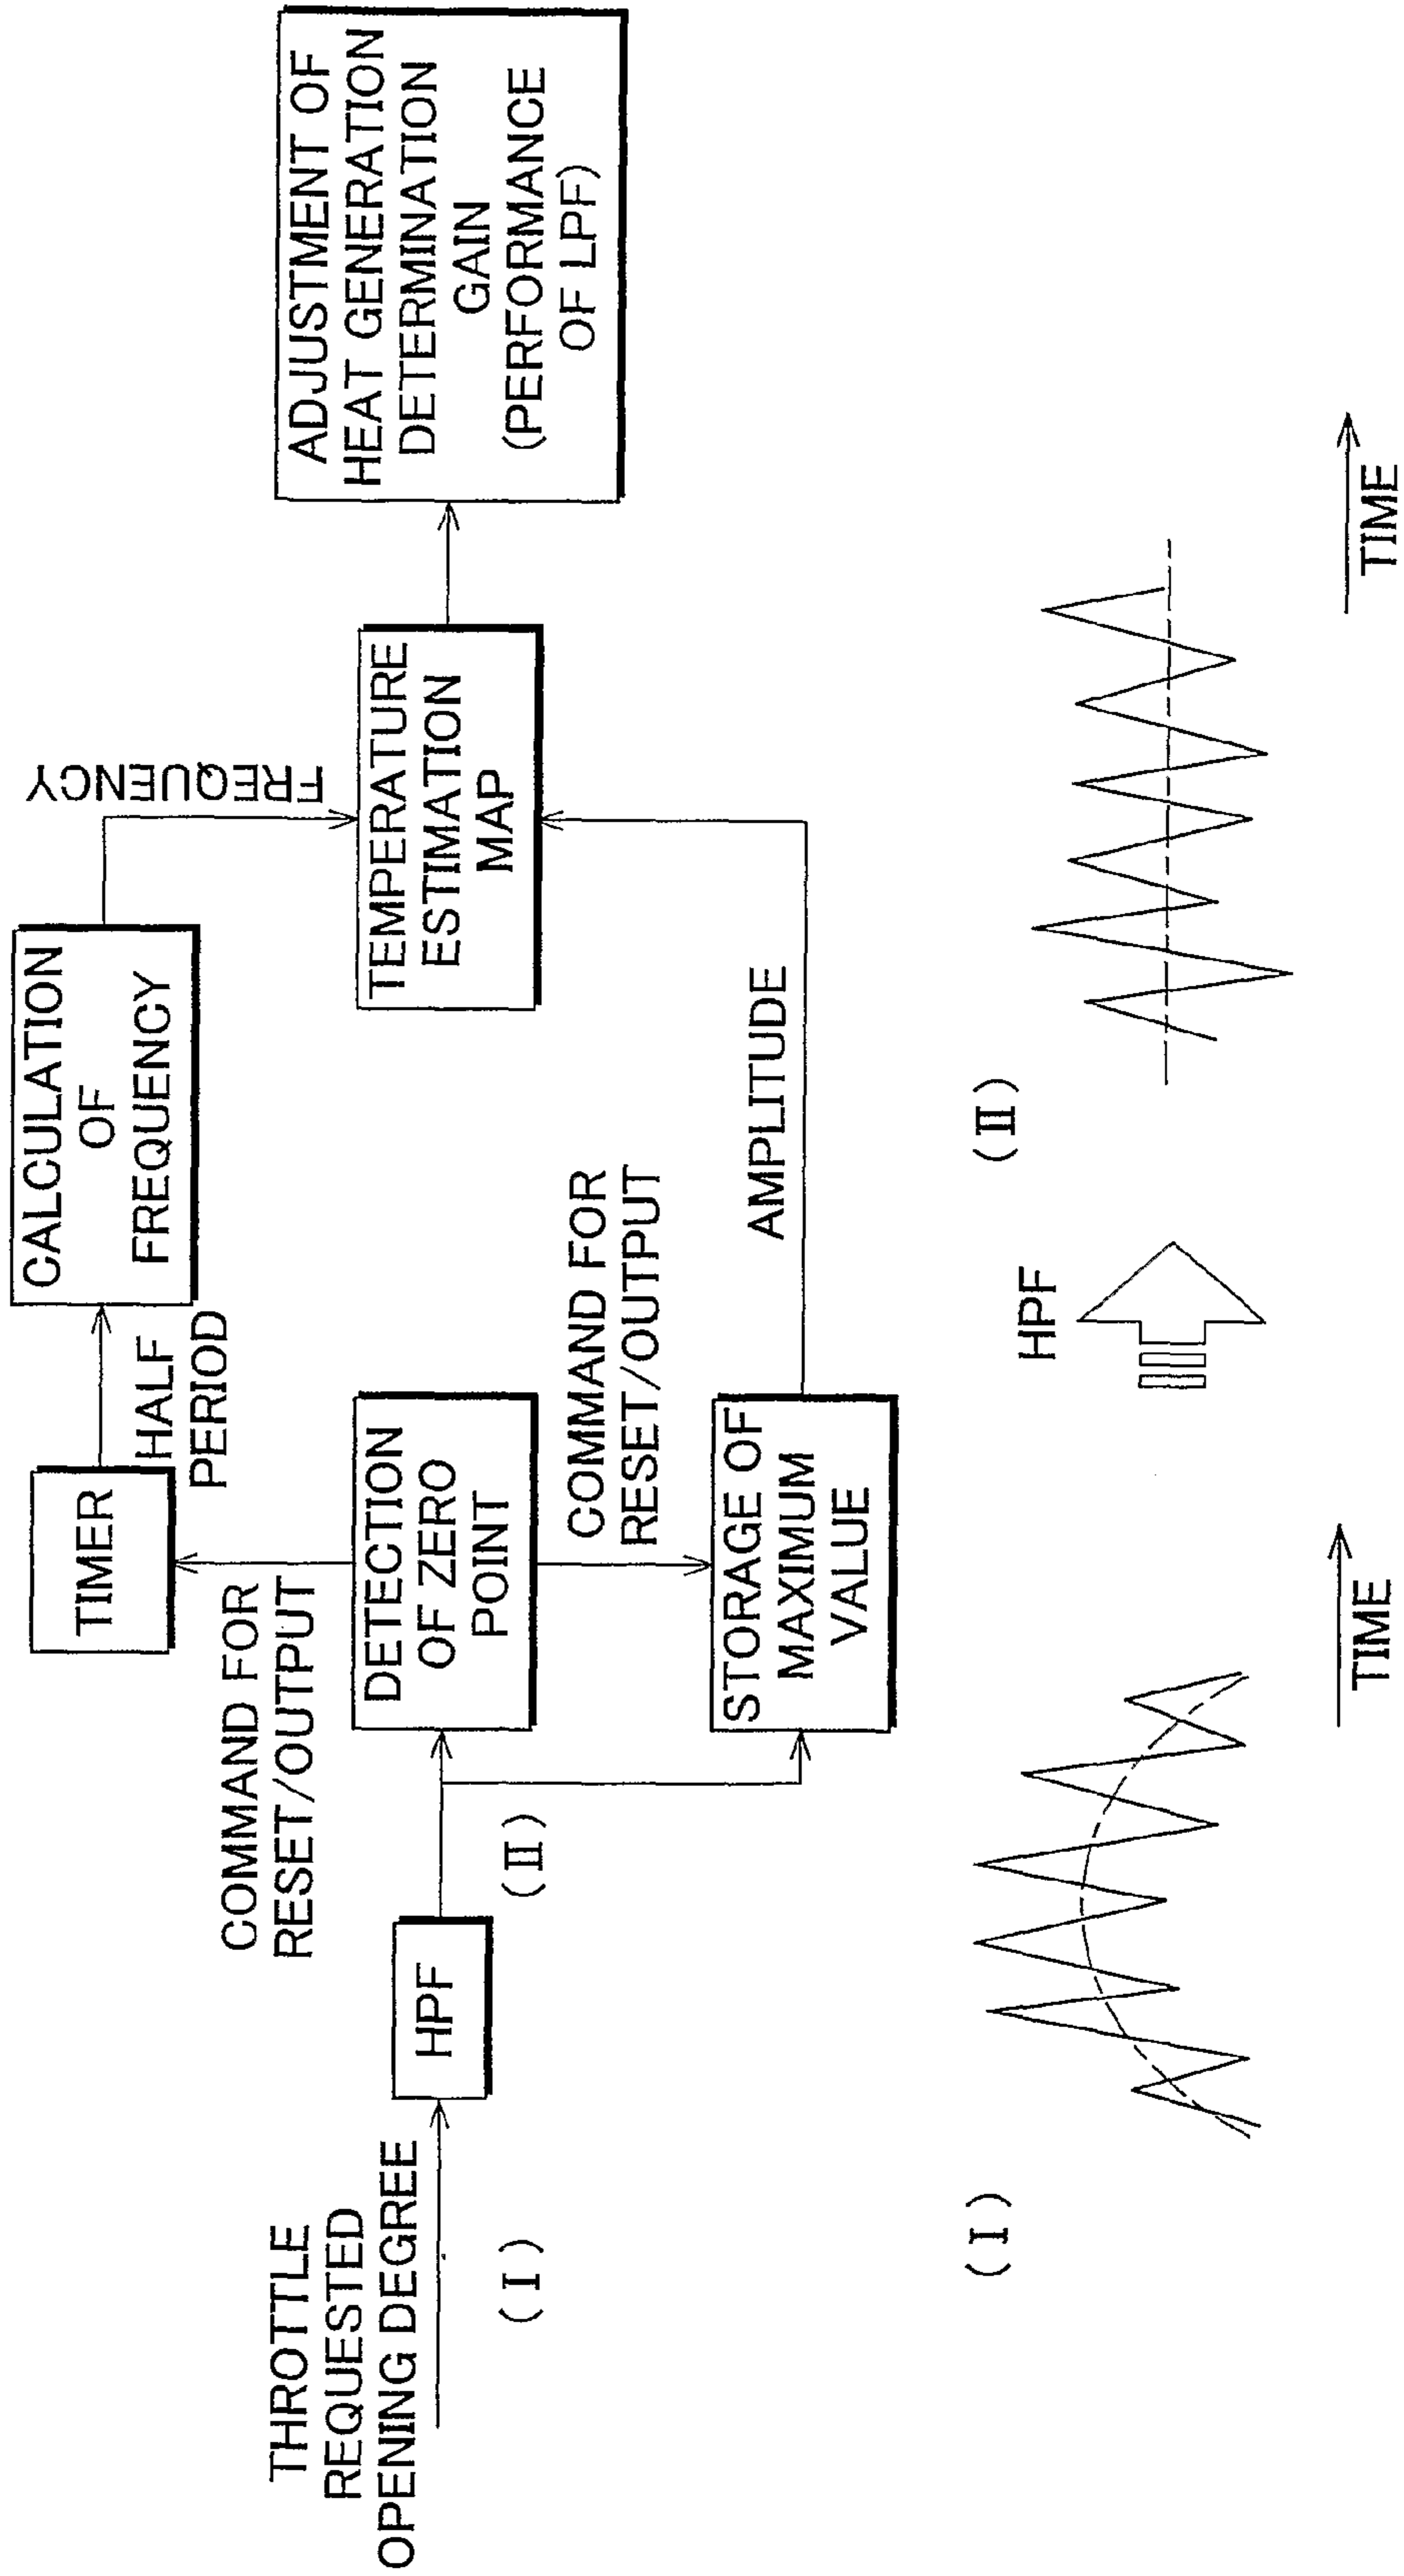 THROTTLE
REQUESTED
OPENING DEGREE
( I )
HPF
( II )
COMMAND FOR
RESET/OUTPUT
TIMER
HALF
PERIOD
CALCULATION
OF
FREQUENCY
FREQUENCY
DETECTION
OF ZERO
POINT
COMMAND FOR
RESET/OUTPUT
STORAGE OF
MAXIMUM
VALUE
AMPLITUDE
TEMPERATURE
ESTIMATION
MAP
ADJUSTMENT OF
HEAT GENERATION
DETERMINATION
GAIN
(PERFORMANCE
OF LPF)
( I )
TIME
HPF
( II )
TIME